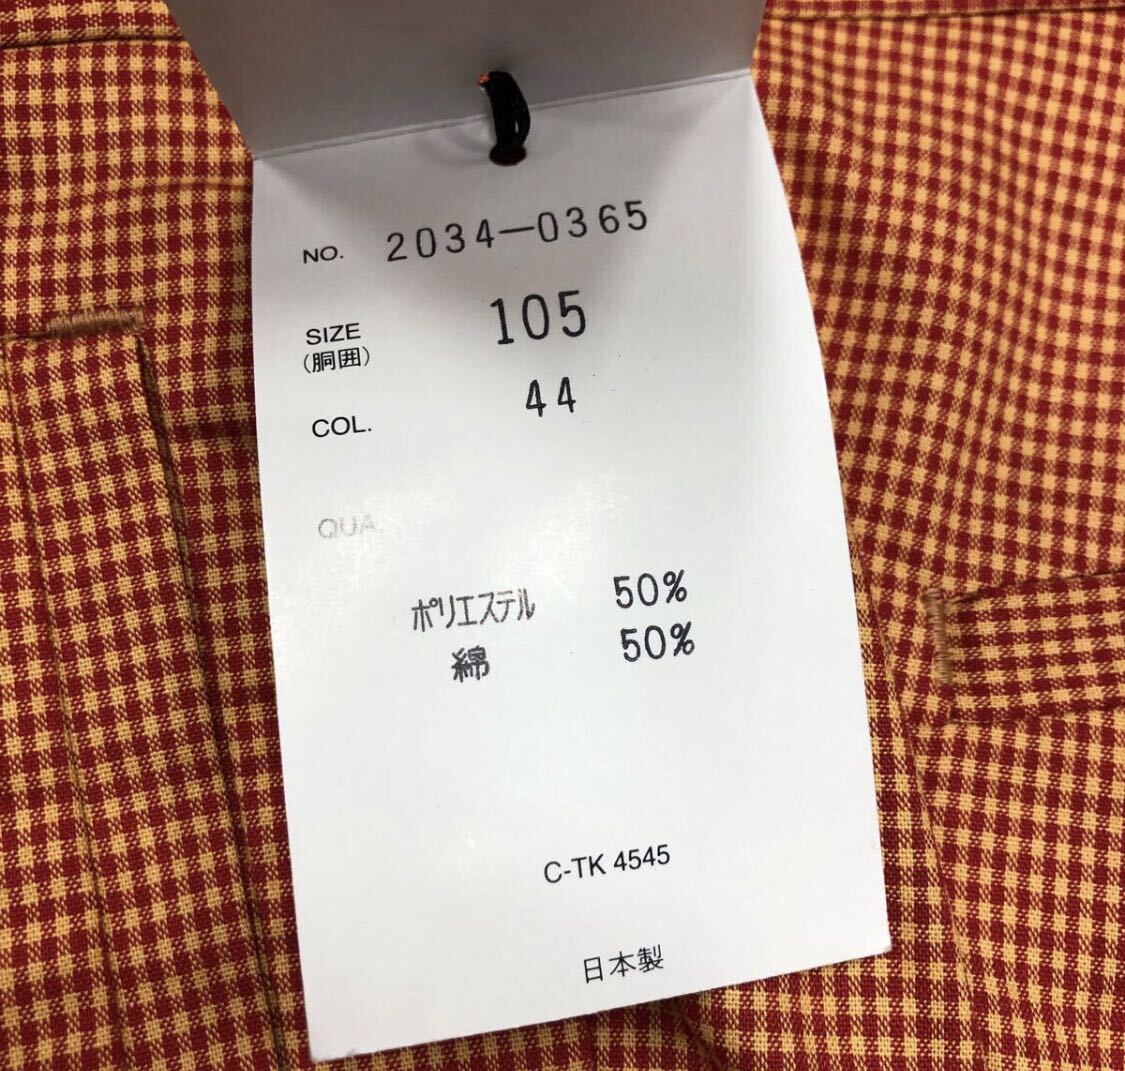 NO. 2034-0365
SIZE 105
(胴囲)
COL. 44
QUA.
ポリエステル 50%
綿 50%
C-TK 4545
日本製